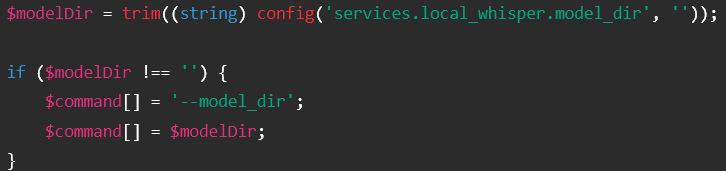 $modelDir = trim((string) config('services.local_whisper.model_dir', ''));

if ($modelDir !== '') {
    $command[] = '--model_dir';
    $command[] = $modelDir;
}